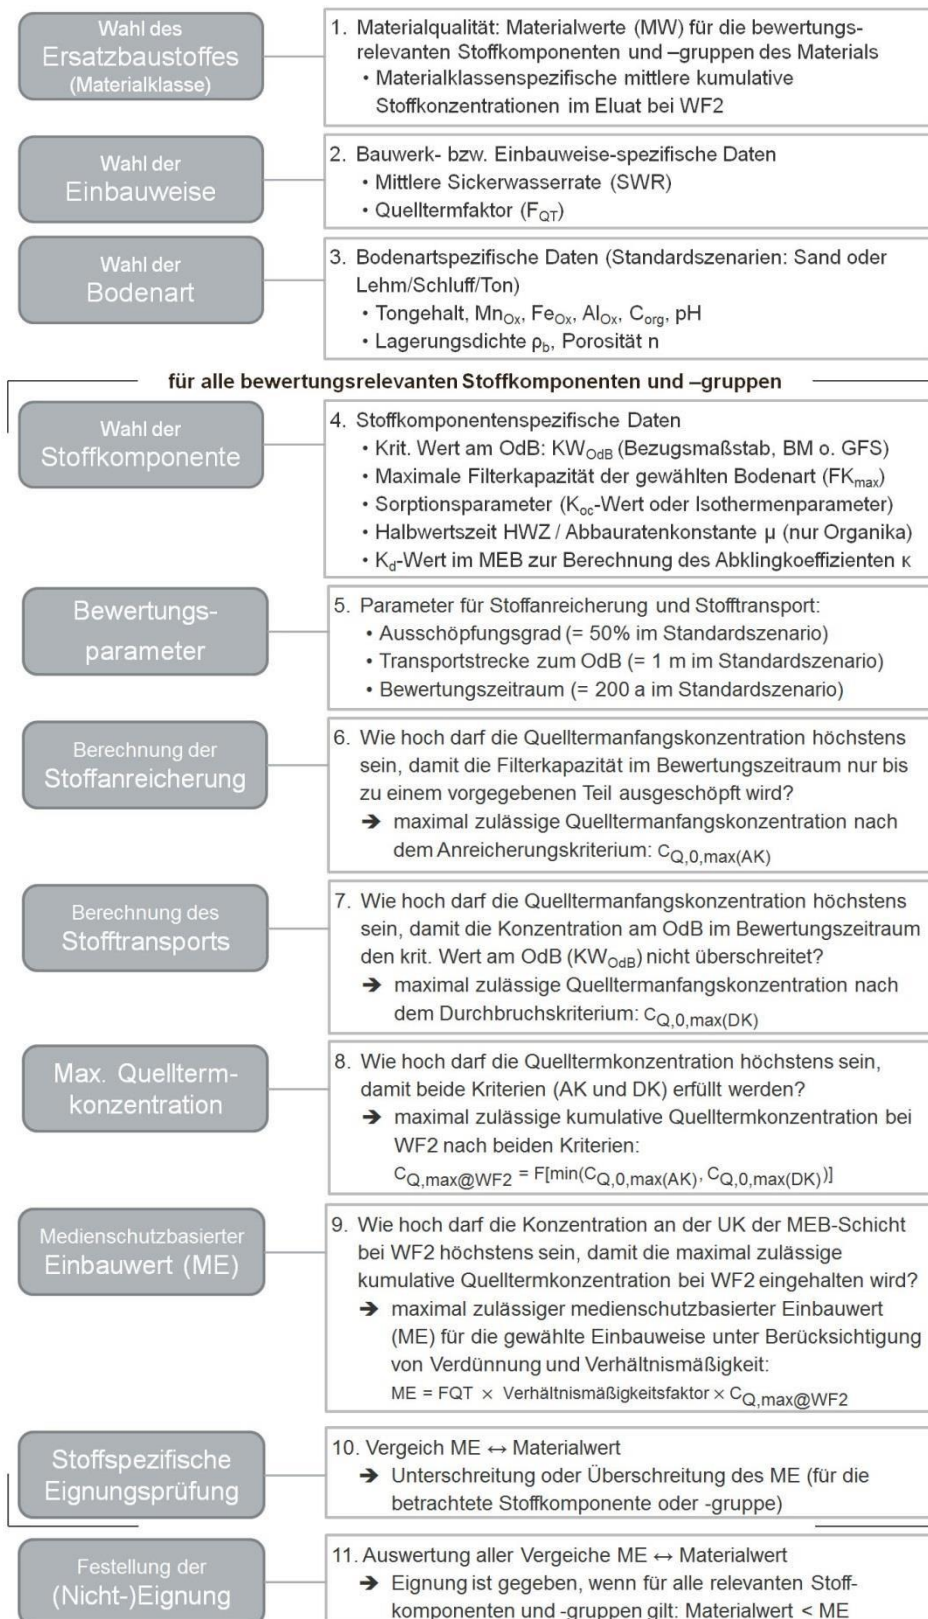 Wahl des
Ersatzbaustoffes
(Materialklasse)
1. Materialqualität: Materialwerte (MW) für die bewertungs-
relevanten Stoffkomponenten und –gruppen des Materials
• Materialklassenspezifische mittlere kumulative
Stoffkonzentrationen im Eluat bei WF2
Wahl der
Einbauweise
2. Bauwerk- bzw. Einbauweise-spezifische Daten
• Mittlere Sickerwasserrate (SWR)
• Quelltermfaktor (FQT)
Wahl der
Bodenart
3. Bodenartspezifische Daten (Standardszenarien: Sand oder
Lehm/Schluff/Ton)
• Tongehalt, MnOx, FeOx, AlOx, Corg, pH
• Lagerungsdichte ρb, Porosität n
für alle bewertungsrelevanten Stoffkomponenten und –gruppen
Wahl der
Stoffkomponente
4. Stoffkomponentenspezifische Daten
• Krit. Wert am OdB: KWOdB (Bezugsmaßstab, BM o. GFS)
• Maximale Filterkapazität der gewählten Bodenart (FKmax)
• Sorptionsparameter (Koc-Wert oder Isothermenparameter)
• Halbwertszeit HWZ / Abbauratenkonstante μ (nur Organika)
• Kd-Wert im MEB zur Berechnung des Abklingkoeffizienten κ
Bewertungs-
parameter
5. Parameter für Stoffanreicherung und Stofftransport:
• Ausschöpfungsgrad (= 50% im Standardszenario)
• Transportstrecke zum OdB (= 1 m im Standardszenario)
• Bewertungszeitraum (= 200 a im Standardszenario)
Berechnung der
Stoffanreicherung
6. Wie hoch darf die Quelltermanfangskonzentration höchstens
sein, damit die Filterkapazität im Bewertungszeitraum nur bis
zu einem vorgegebenen Teil ausgeschöpft wird?
➔ maximal zulässige Quelltermanfangskonzentration nach
dem Anreicherungskriterium: CQ,0,max(AK)
Berechnung des
Stofftransports
7. Wie hoch darf die Quelltermanfangskonzentration höchstens
sein, damit die Konzentration am OdB im Bewertungszeitraum
den krit. Wert am OdB (KWOdB) nicht überschreitet?
➔ maximal zulässige Quelltermanfangskonzentration nach
dem Durchbruchskriterium: CQ,0,max(DK)
Max. Quellterm-
konzentration
8. Wie hoch darf die Quelltermkonzentration höchstens sein,
damit beide Kriterien (AK und DK) erfüllt werden?
➔ maximal zulässige kumulative Quelltermkonzentration bei
WF2 nach beiden Kriterien:
CQ,max@WF2 = F[min(CQ,0,max(AK), CQ,0,max(DK))]
Medienschutzbasierter
Einbauwert (ME)
9. Wie hoch darf die Konzentration an der UK der MEB-Schicht
bei WF2 höchstens sein, damit die maximal zulässige
kumulative Quelltermkonzentration bei WF2 eingehalten wird?
➔ maximal zulässiger medienschutzbasierter Einbauwert
(ME) für die gewählte Einbauweise unter Berücksichtigung
von Verdünnung und Verhältnismäßigkeit:
ME = FQT × Verhältnismäßigkeitsfaktor × CQ,max@WF2
Stoffspezifische
Eignungsprüfung
10. Vergeich ME ↔ Materialwert
➔ Unterschreitung oder Überschreitung des ME (für die
betrachtete Stoffkomponente oder -gruppe)
Festellung der
(Nicht-)Eignung
11. Auswertung aller Vergeiche ME ↔ Materialwert
➔ Eignung ist gegeben, wenn für alle relevanten Stoff-
komponenten und -gruppen gilt: Materialwert < ME